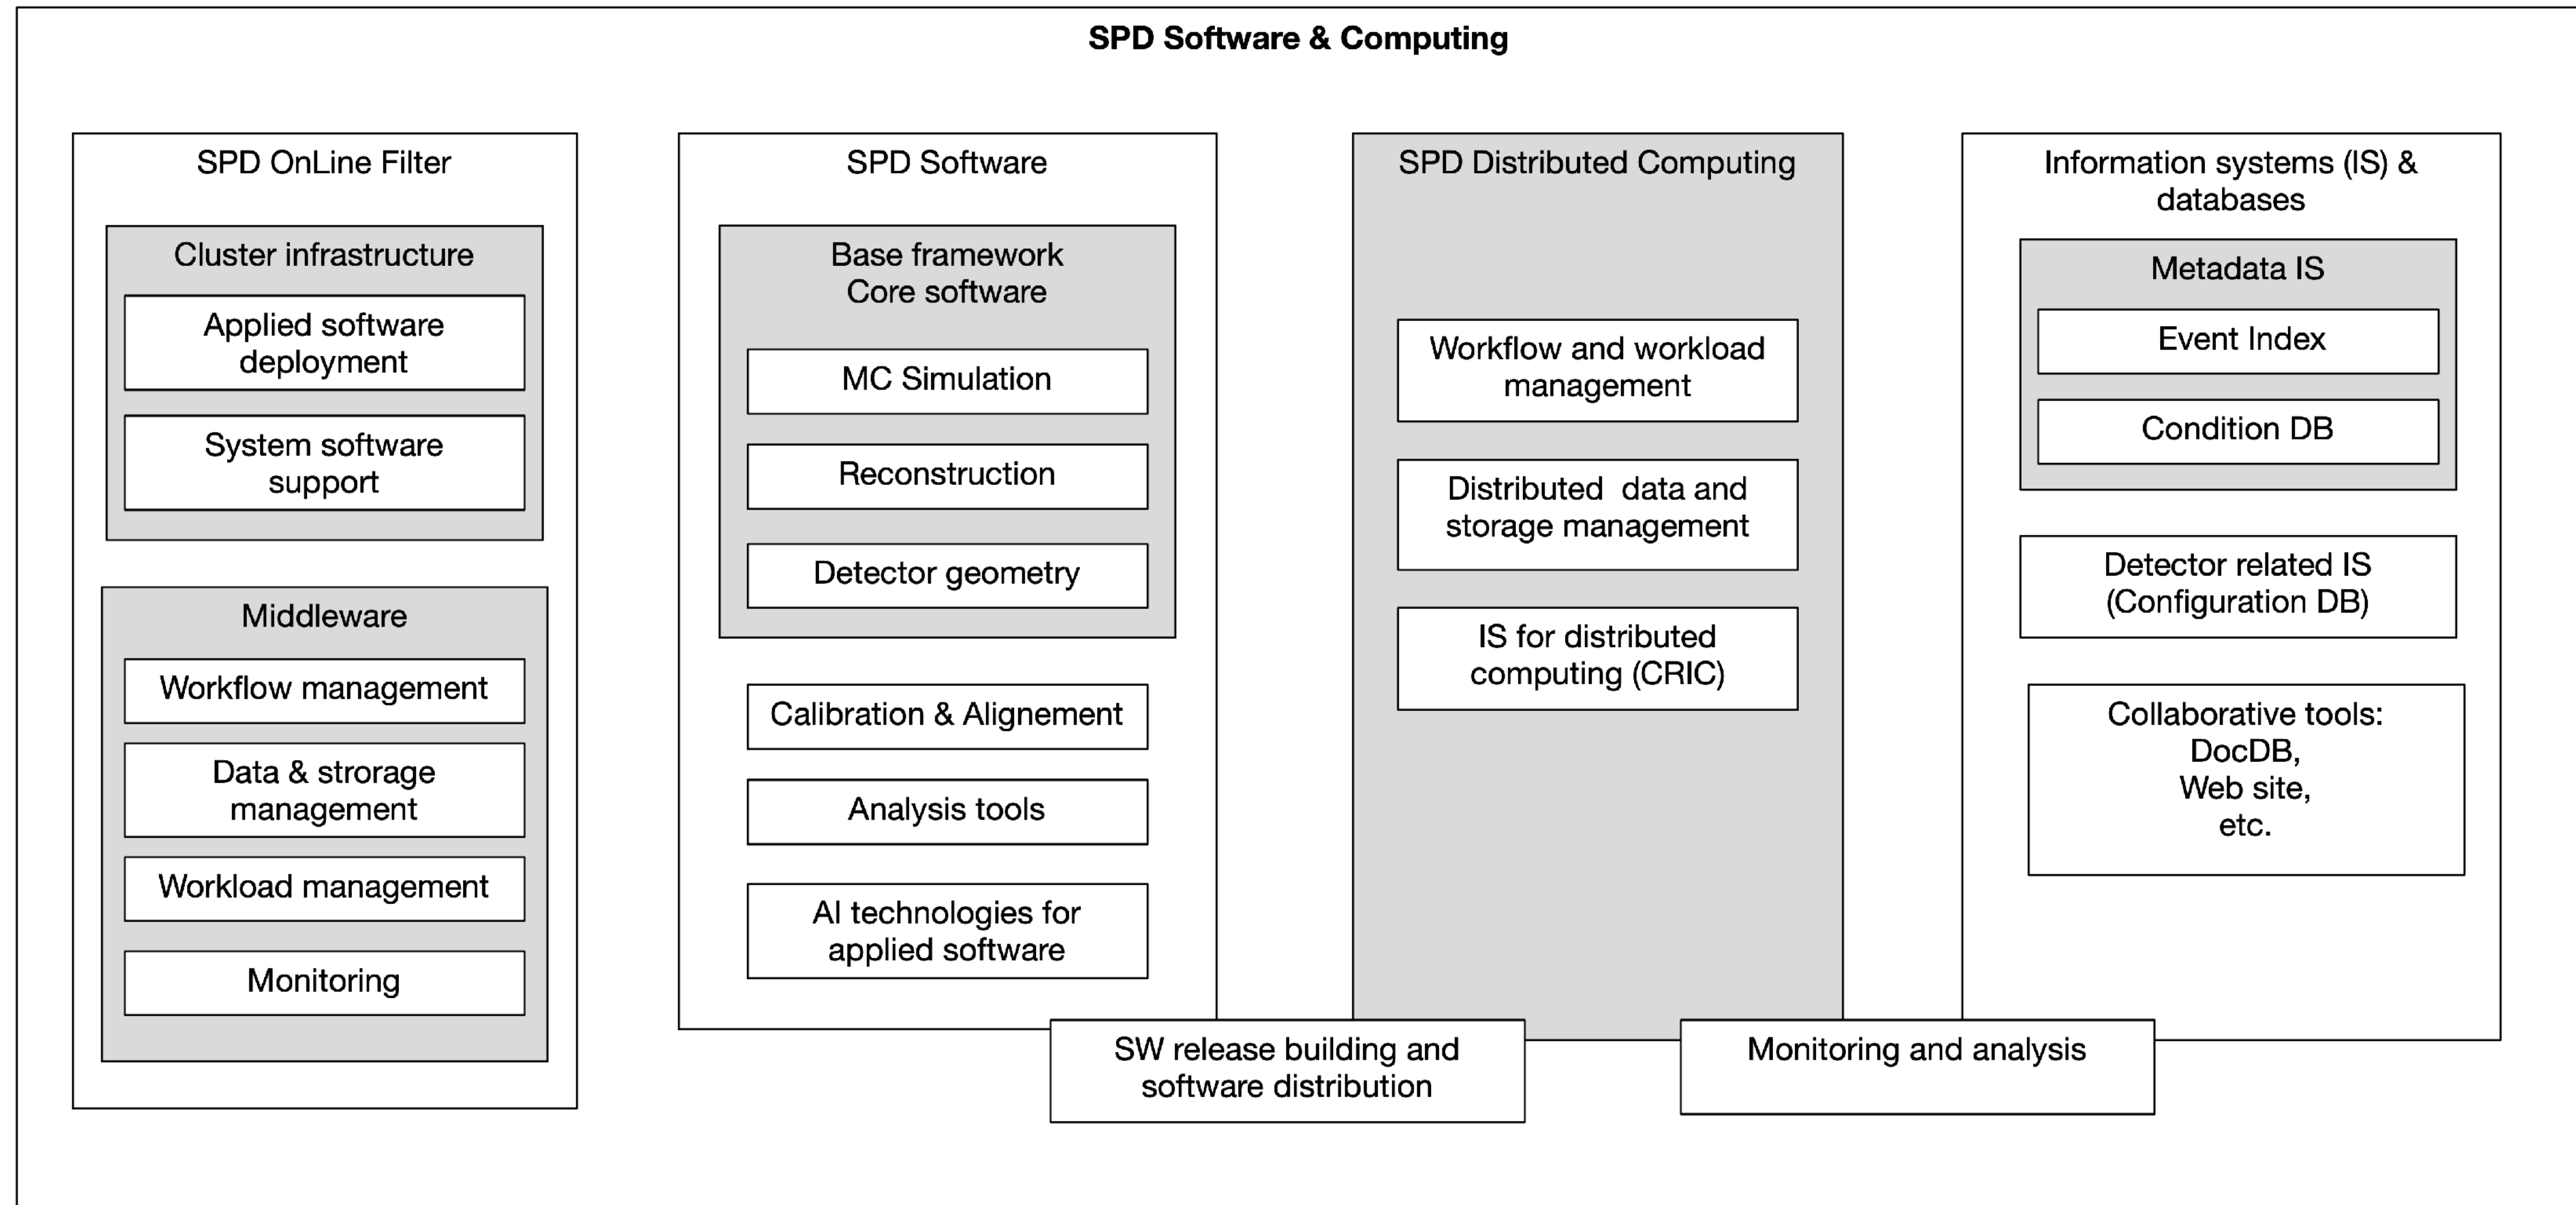 SPD Software & Computing
SPD OnLine Filter
Cluster infrastructure
Applied software
deployment
System software
support
Middleware
Workflow management
Data & strorage
management
Workload management
Monitoring
SPD Software
Base framework
Core software
MC Simulation
Reconstruction
Detector geometry
Calibration & Alignement
Analysis tools
AI technologies for
applied software
SW release building and
software distribution
SPD Distributed Computing
Workflow and workload
management
Distributed  data and
storage management
IS for distributed
computing (CRIC)
Monitoring and analysis
Information systems (IS) &
databases
Metadata IS
Event Index
Condition DB
Detector related IS
(Configuration DB)
Collaborative tools:
DocDB,
Web site,
etc.